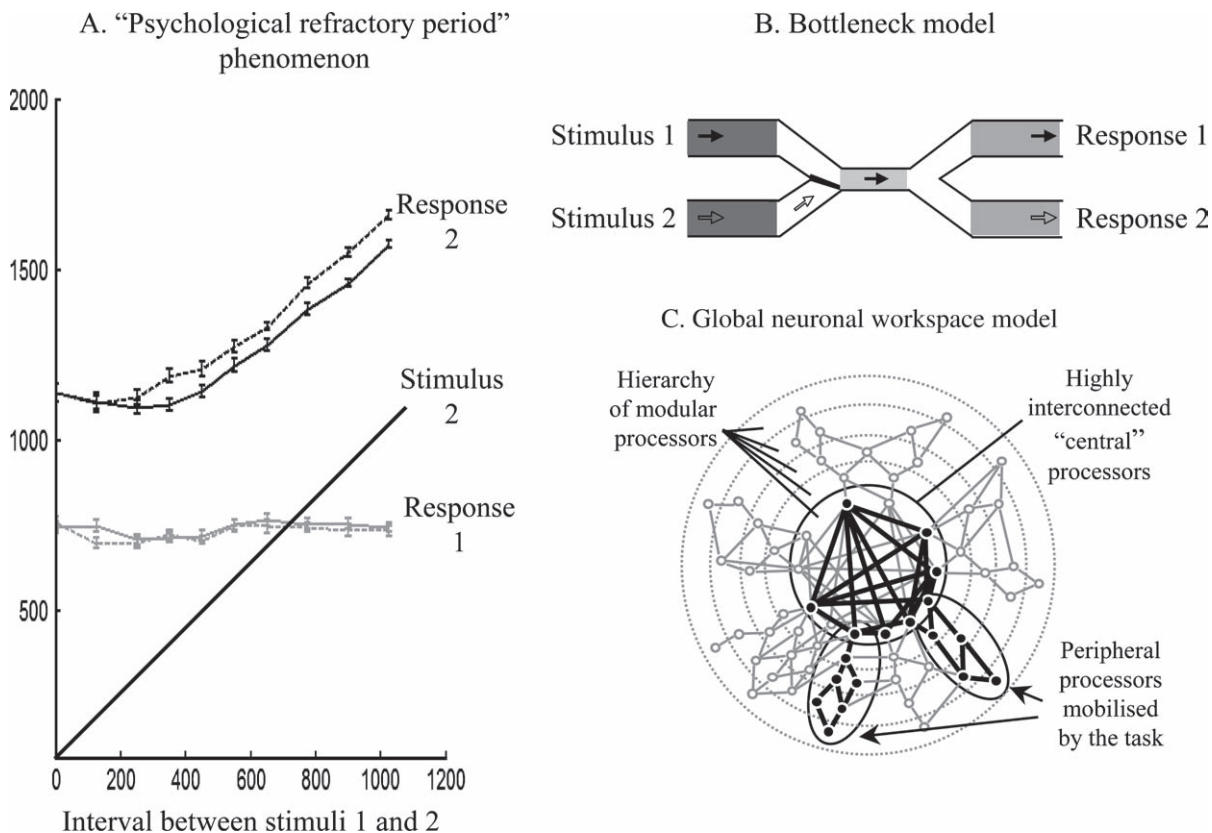 A. “Psychological refractory period”
phenomenon
2000
1500
1000
500
0
200
400
600
800
1000
1200
Response
2
Stimulus
2
Response
1
Interval between stimuli 1 and 2
B. Bottleneck model
Stimulus 1
Response 1
Stimulus 2
Response 2
C. Global neuronal workspace model
Hierarchy
of modular
processors
Highly
interconnected
“central”
processors
Peripheral
processors
mobilised
by the task